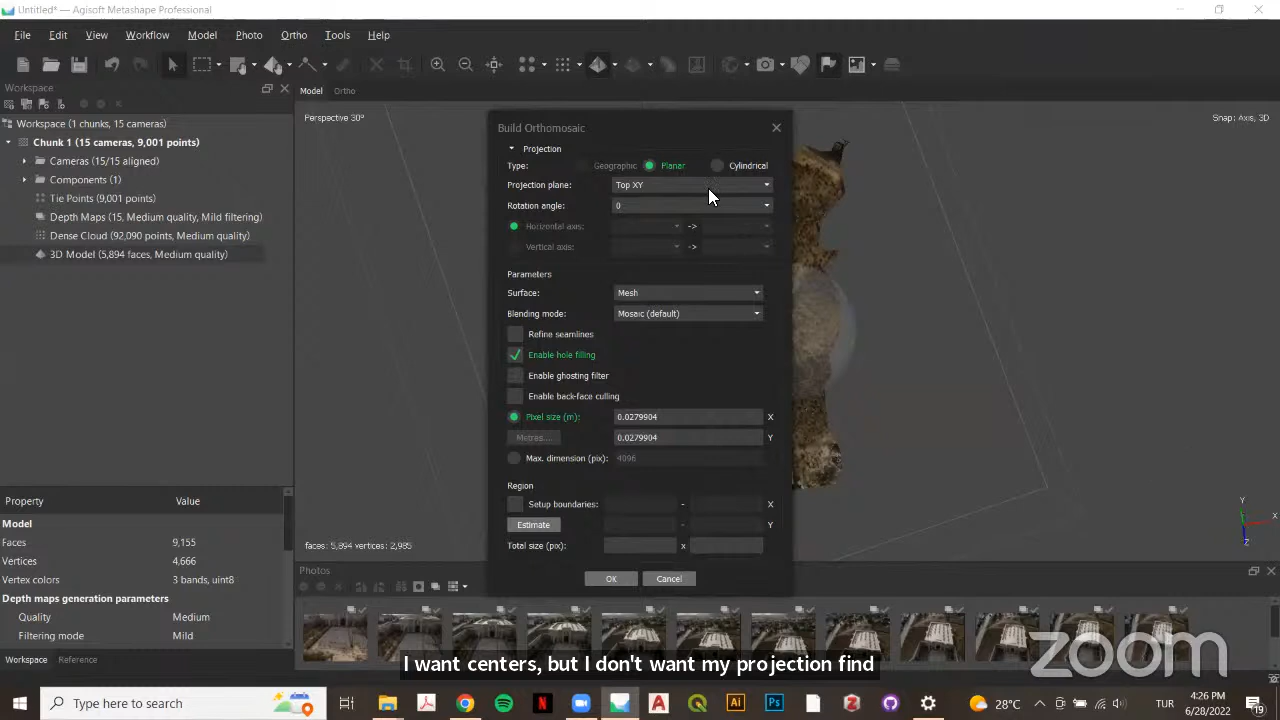 Untitled* — Agisoft Metashape Professional
File Edit View Workflow Model Photo Ortho Tools Help
Workspace
Model Ortho
Workspace (1 chunks, 15 cameras)
Chunk 1 (15 cameras, 9,001 points)
Cameras (15/15 aligned)
Components (1)
Tie Points (9,001 points)
Depth Maps (15, Medium quality, Mild filtering)
Dense Cloud (92,090 points, Medium quality)
3D Model (5,894 faces, Medium quality)
Property Value
Model
Faces 9,155
Vertices 4,666
Vertex colors 3 bands, uint8
Depth maps generation parameters
Quality Medium
Filtering mode Mild
Workspace Reference
Perspective 30°
Snap: Axis, 3D
Build Orthomosaic
Projection
Type: Geographic Planar Cylindrical
Projection plane: Top XY
Rotation angle: 0
Horizontal axis: ->
Vertical axis: ->
Parameters
Surface: Mesh
Blending mode: Mosaic (default)
Refine seamlines
Enable hole filling
Enable ghosting filter
Enable back-face culling
Pixel size (m): 0.0279904 X
Metres... 0.0279904 Y
Max. dimension (pix): 4096
Region
Setup boundaries: - X
Estimate - Y
Total size (pix): x
OK Cancel
faces: 5,894 vertices: 2,985
Y
X
Z
Photos
I want centers, but I don't want my projection find
zoom
Type here to search
28°C
TUR
4:26 PM
6/28/2022
19